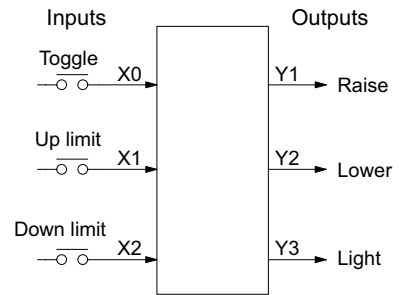 Inputs Outputs
Toggle
X0 Y1 Raise
Up limit
X1 Y2 Lower
Down limit
X2 Y3 Light